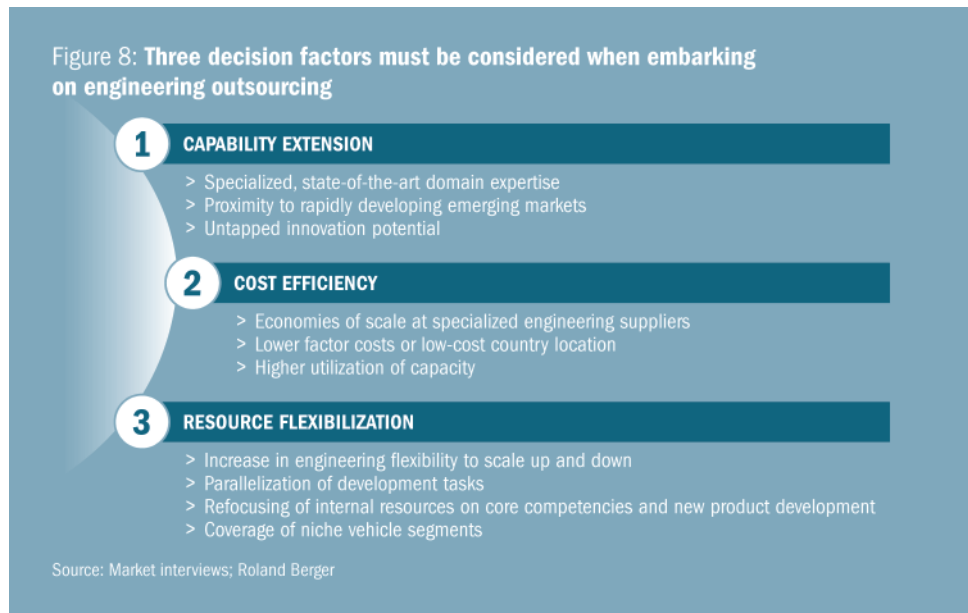 Figure 8: Three decision factors must be considered when embarking
on engineering outsourcing
1 CAPABILITY EXTENSION
> Specialized, state-of-the-art domain expertise
> Proximity to rapidly developing emerging markets
> Untapped innovation potential
2 COST EFFICIENCY
> Economies of scale at specialized engineering suppliers
> Lower factor costs or low-cost country location
> Higher utilization of capacity
3 RESOURCE FLEXIBILIZATION
> Increase in engineering flexibility to scale up and down
> Parallelization of development tasks
> Refocusing of internal resources on core competencies and new product development
> Coverage of niche vehicle segments
Source: Market interviews; Roland Berger